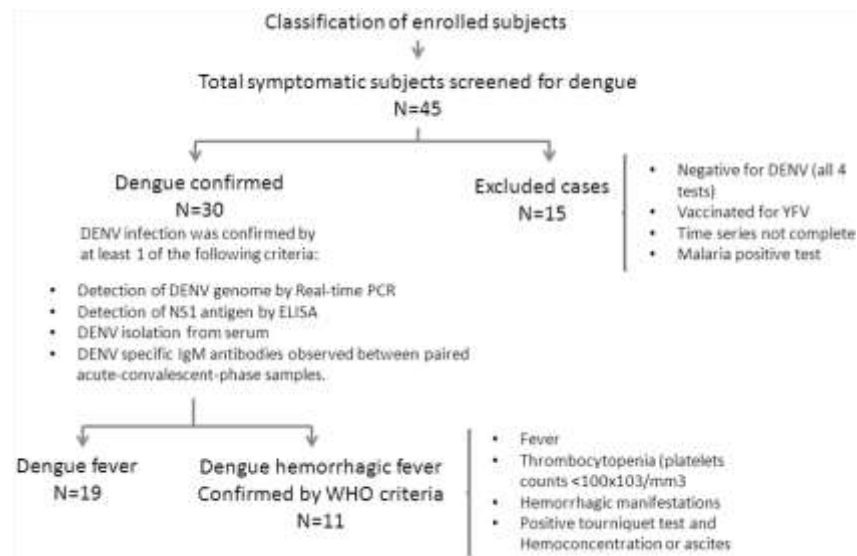 Classification of enrolled subjects
Total symptomatic subjects screened for dengue
N=45
Dengue confirmed
N=30
DENV infection was confirmed by
at least 1 of the following criteria:
• Detection of DENV genome by Real-time PCR
• Detection of NS1 antigen by ELISA
• DENV isolation from serum
• DENV specific IgM antibodies observed between paired
acute-convalescent-phase samples.
Excluded cases
N=15
• Negative for DENV (all 4
tests)
• Vaccinated for YFV
• Time series not complete
• Malaria positive test
Dengue fever
N=19
Dengue hemorrhagic fever
Confirmed by WHO criteria
N=11
• Fever
• Thrombocytopenia (platelets
counts <100x103/mm3
• Hemorrhagic manifestations
• Positive tourniquet test and
Hemoconcentration or ascites